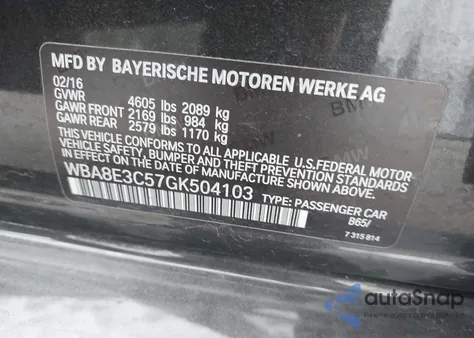 MFD BY BAYERISCHE MOTOREN WERKE AG
02/16
GVWR 4605 lbs 2089 kg
GAWR FRONT 2169 lbs 984 kg
GAWR REAR 2579 lbs 1170 kg
THIS VEHICLE CONFORMS TO ALL APPLICABLE U.S. FEDERAL MOTOR
VEHICLE SAFETY, BUMPER AND THEFT PREVENTION STANDARDS
IN EFFECT ON THE DATE OF MANUFACTURE SHOWN ABOVE.
WBA8E3C57GK504103 TYPE: PASSENGER CAR
B65/
7 315 814
autoSnap